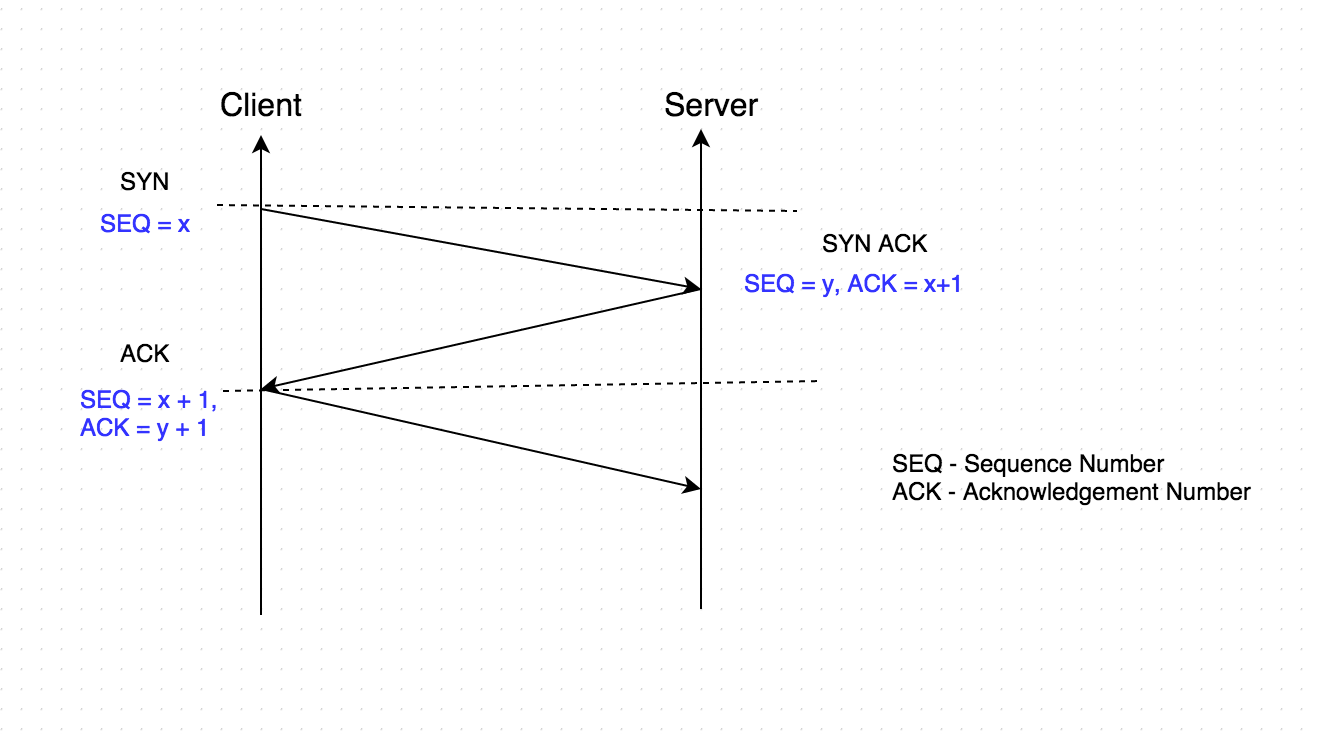 Client
Server
SYN
SEQ = x
SYN ACK
SEQ = y, ACK = x+1
ACK
SEQ = x + 1,
ACK = y + 1
SEQ - Sequence Number
ACK - Acknowledgement Number